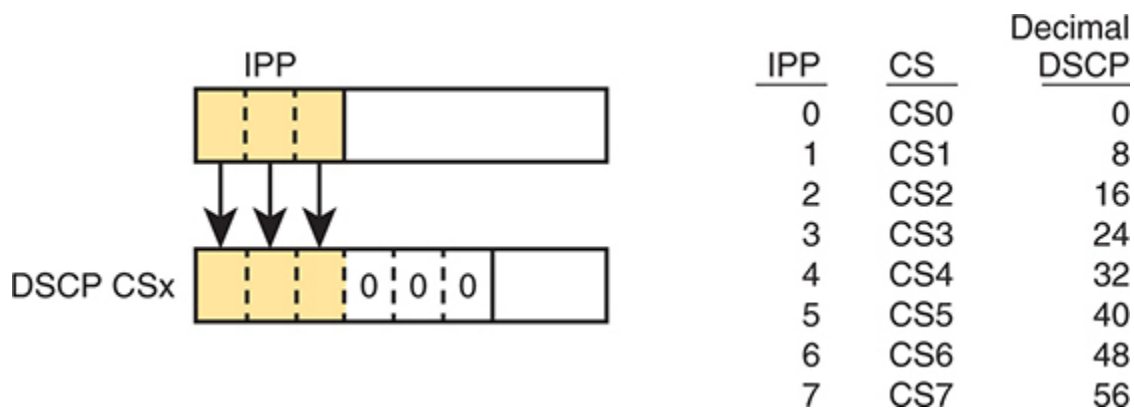 IPP
DSCP CSx 0 0 0
Decimal
IPP CS DSCP
0 CS0 0
1 CS1 8
2 CS2 16
3 CS3 24
4 CS4 32
5 CS5 40
6 CS6 48
7 CS7 56